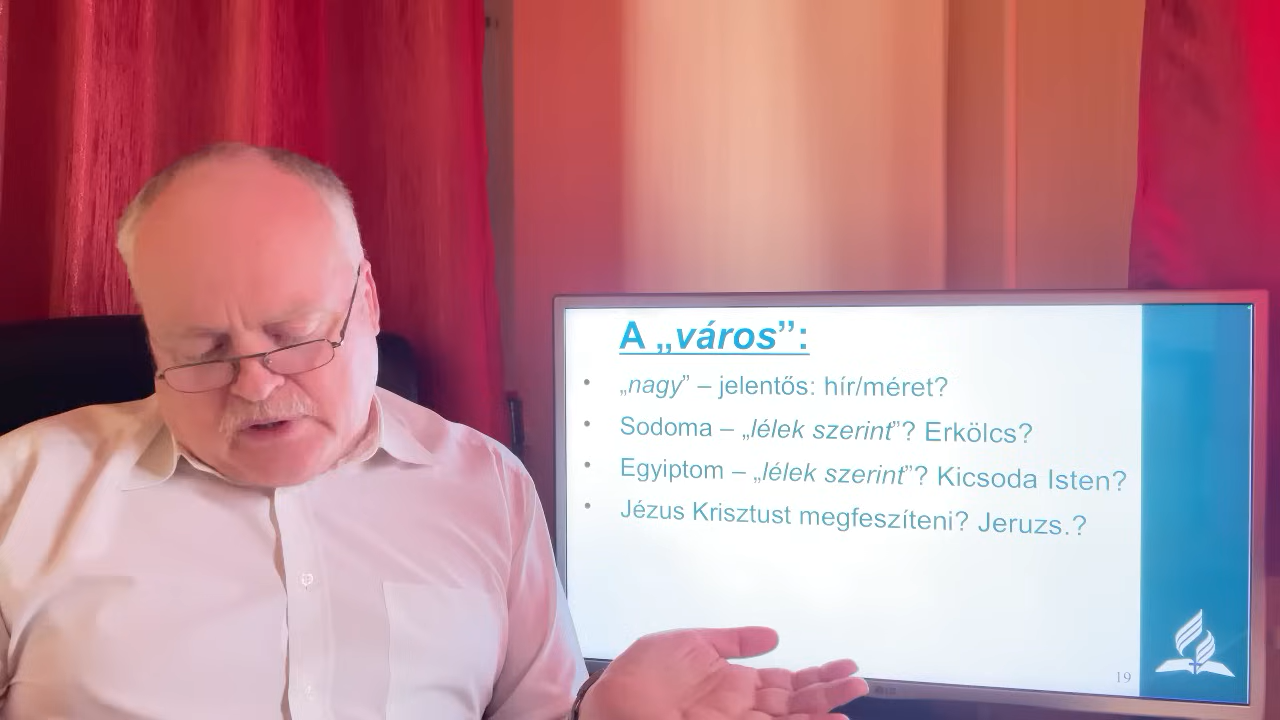 A „város”:
„nagy” – jelentős: hír/méret?
Sodoma – „lélek szerint”? Erkölcs?
Egyiptom – „lélek szerint”? Kicsoda Isten?
Jézus Krisztust megfeszíteni? Jeruzs.?
19